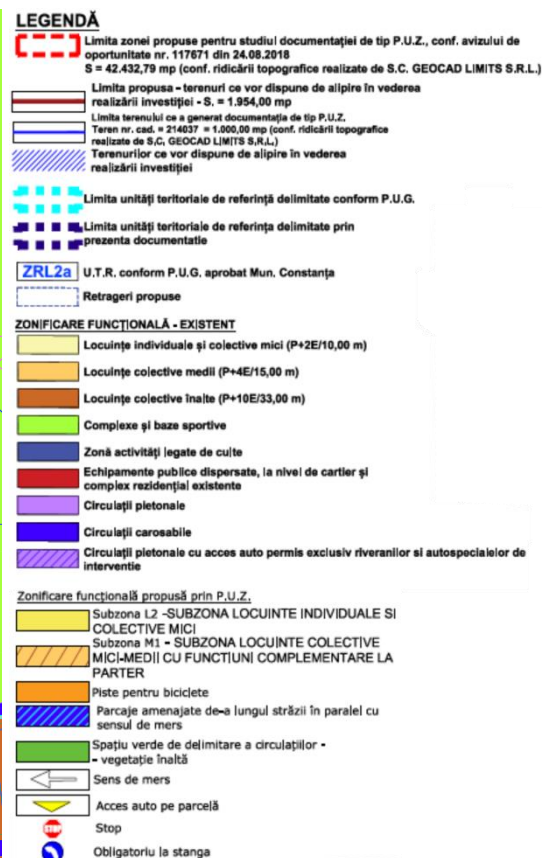 LEGENDĂ
Limita zonei propuse pentru studiul documentației de tip P.U.Z., conf. avizului de
oportunitate nr. 117671 din 24.08.2018
S = 42.432,79 mp (conf. ridicării topografice realizate de S.C. GEOCAD LIMITS S.R.L.)
Limita propusa - terenuri ce vor dispune de alipire în vederea
realizării investiției - S. = 1.954,00 mp
Limita terenului ce a generat documentația de tip P.U.Z.
Teren nr. cad. = 214037 = 1.000,00 mp (conf. ridicării topografice
realizate de S.C. GEOCAD LIMITS S.R.L.)
Terenurilor ce vor dispune de alipire în vederea
realizării investiției
Limita unități teritoriale de referință delimitate conform P.U.G.
Limita unități teritoriale de referința delimitate prin
prezenta documentatie
ZRL2a U.T.R. conform P.U.G. aprobat Mun. Constanța
Retrageri propuse
ZONIFICARE FUNCȚIONALĂ - EXISTENT
Locuințe individuale și colective mici (P+2E/10,00 m)
Locuințe colective medii (P+4E/15,00 m)
Locuințe colective înalte (P+10E/33,00 m)
Complexe și baze sportive
Zonă activități legate de culte
Echipamente publice dispersate, la nivel de cartier și
complex rezidențial existente
Circulații pietonale
Circulații carosabile
Circulații pietonale cu acces auto permis exclusiv riveranilor si autospecialelor de
interventie
Zonificare funcțională propusă prin P.U.Z.
Subzona L2 -SUBZONA LOCUINTE INDIVIDUALE SI
COLECTIVE MICI
Subzona M1 - SUBZONA LOCUINTE COLECTIVE
MICI-MEDII CU FUNCTIUNI COMPLEMENTARE LA
PARTER
Piste pentru biciclete
Parcaje amenajate de-a lungul străzii în paralel cu
sensul de mers
Spațiu verde de delimitare a circulațiilor -
- vegetație înaltă
Sens de mers
Acces auto pe parcelă
STOP Stop
Obligatoriu la stanga